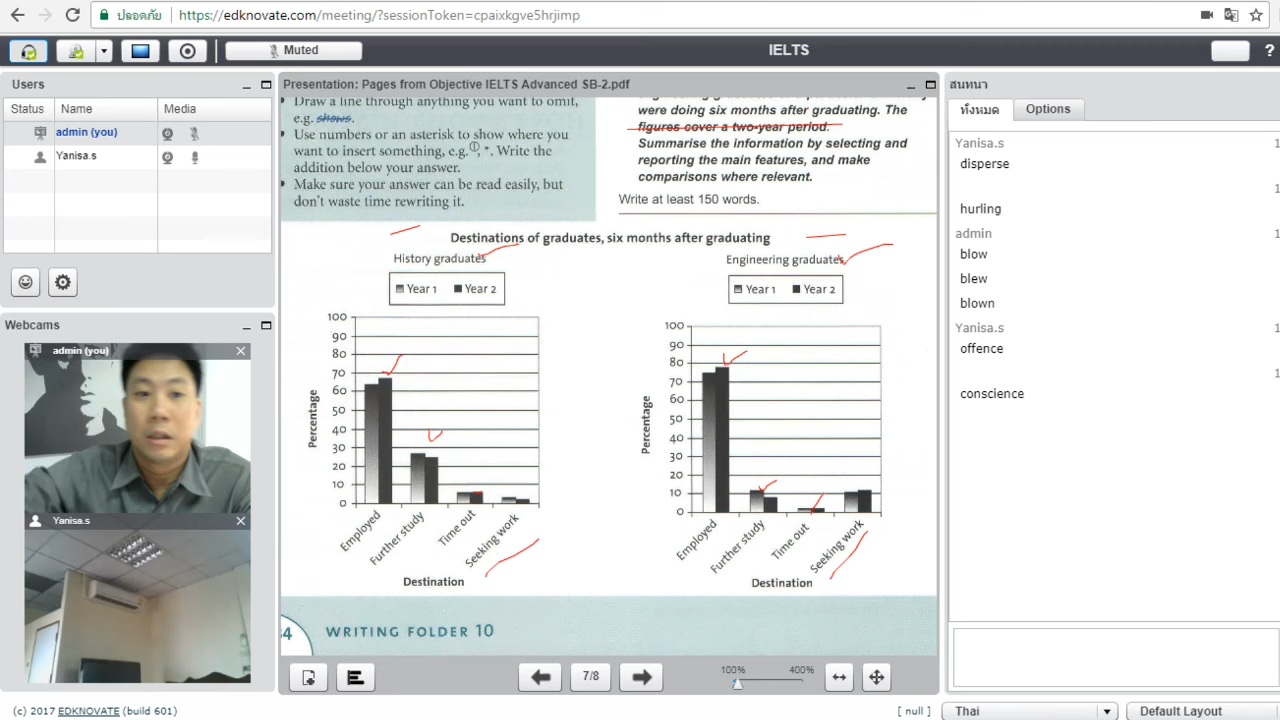 ปลอดภัย
https://edknovate.com/meeting/?sessionToken=cpaixkgve5hrjimp
Muted
IELTS
?
Users
Status Name Media
admin (you)
Yanisa.s
Webcams
admin (you)
Yanisa.s
Presentation: Pages from Objective IELTS Advanced SB-2.pdf
Draw a line through anything you want to omit,
e.g. shows.
Use numbers or an asterisk to show where you
want to insert something, e.g.①, *. Write the
addition below your answer.
Make sure your answer can be read easily, but
don't waste time rewriting it.
were doing six months after graduating. The
figures cover a two-year period.
Summarise the information by selecting and
reporting the main features, and make
comparisons where relevant.
Write at least 150 words.
Destinations of graduates, six months after graduating
History graduates
Year 1 Year 2
100
90
80
70
60
50
40
30
20
10
0
Percentage
Employed
Further study
Time out
Seeking work
Destination
Engineering graduates
Year 1 Year 2
100
90
80
70
60
50
40
30
20
10
0
Percentage
Employed
Further study
Time out
Seeking work
Destination
WRITING FOLDER 10
7/8
100% 400%
สนทนา
ทั้งหมด Options
Yanisa.s 1
disperse
1
hurling
admin 1
blow
blew
blown
Yanisa.s 1
offence
1
conscience
(c) 2017 EDKNOVATE (build 601)
[ null ]
Thai
Default Layout